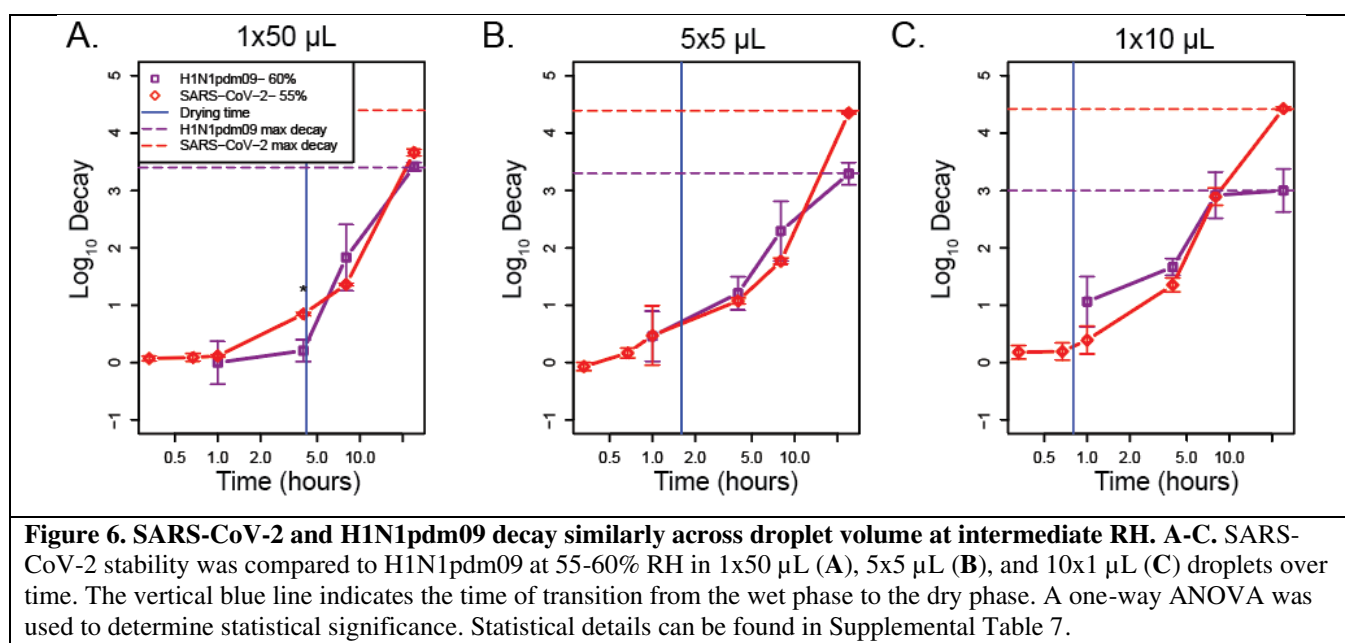 A.
1x50 µL
B.
5x5 µL
C.
1x10 µL
H1N1pdm09– 60%
SARS–CoV–2– 55%
Drying time
H1N1pdm09 max decay
SARS–CoV–2 max decay
Log10 Decay
5
4
3
2
1
0
–1
*
0.5 1.0 2.0 5.0 10.0
Time (hours)
Log10 Decay
5
4
3
2
1
0
–1
0.5 1.0 2.0 5.0 10.0
Time (hours)
Log10 Decay
5
4
3
2
1
0
–1
0.5 1.0 2.0 5.0 10.0
Time (hours)
Figure 6. SARS-CoV-2 and H1N1pdm09 decay similarly across droplet volume at intermediate RH. A-C. SARS-
CoV-2 stability was compared to H1N1pdm09 at 55-60% RH in 1x50 µL (A), 5x5 µL (B), and 10x1 µL (C) droplets over
time. The vertical blue line indicates the time of transition from the wet phase to the dry phase. A one-way ANOVA was
used to determine statistical significance. Statistical details can be found in Supplemental Table 7.